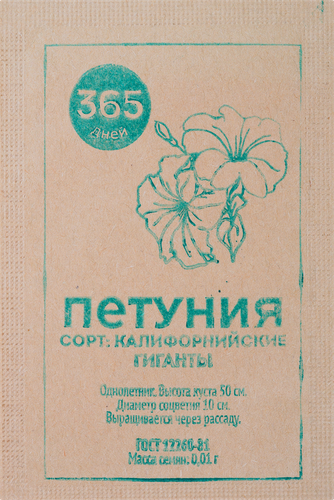 365
дней
ПЕТУНИЯ
СОРТ: КАЛИФОРНИЙСКИЕ
ГИГАНТЫ
Однолетник. Высота куста 50 см.
Диаметр соцветия 10 см.
Выращивается через рассаду.
ГОСТ 12260-81
Масса семян: 0,01 г